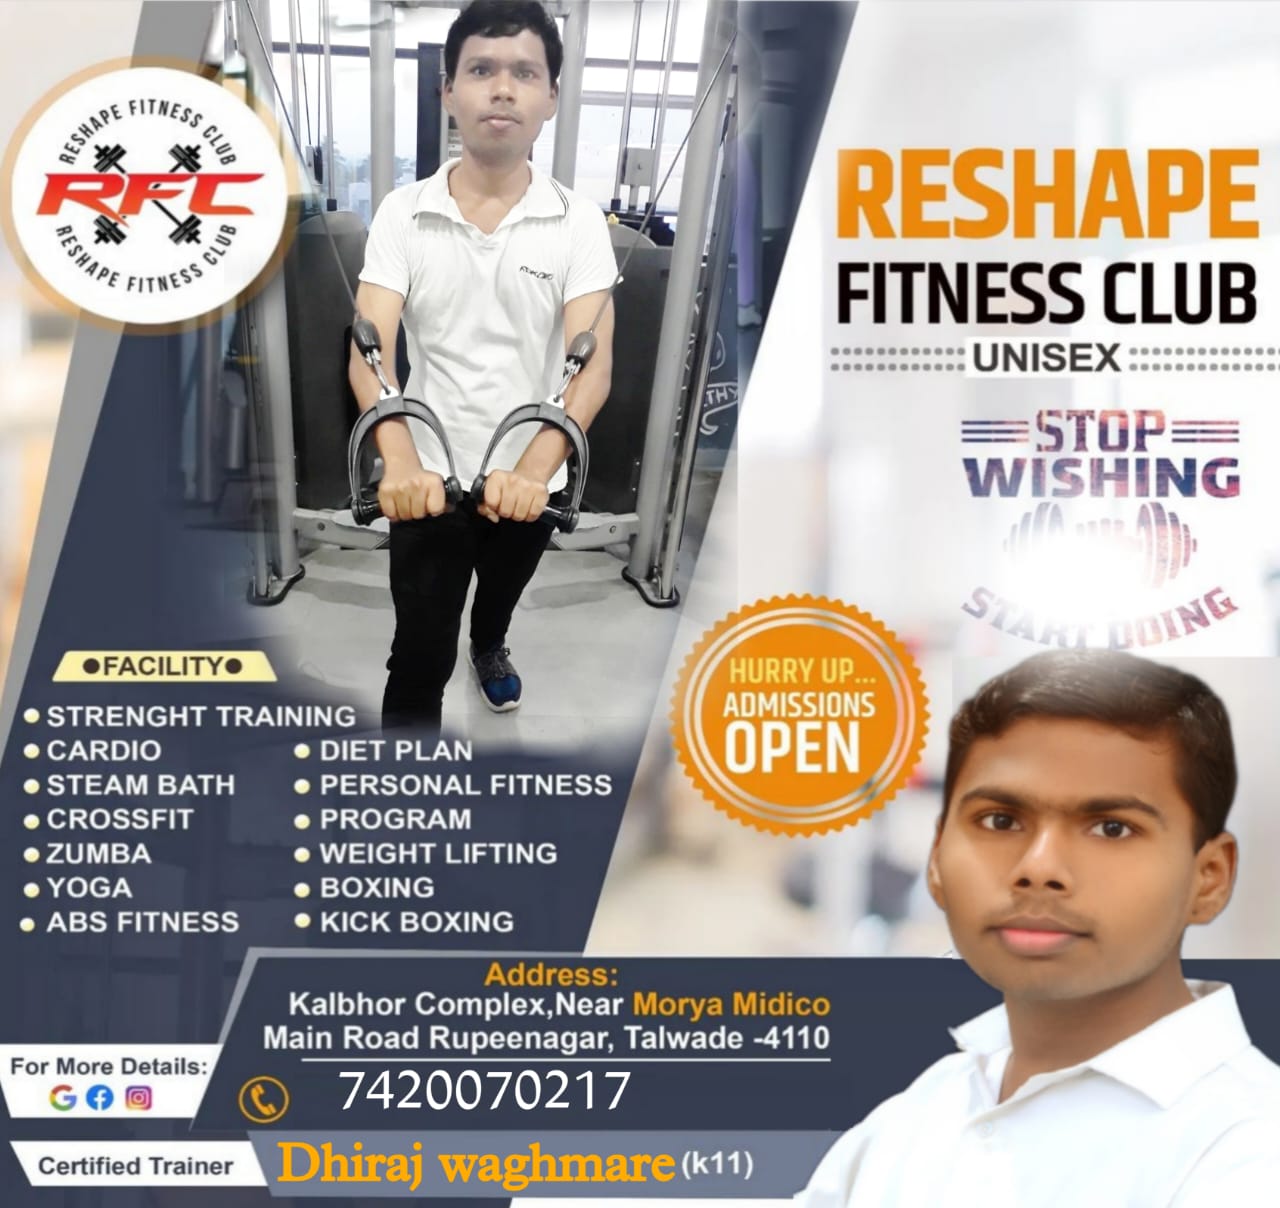 RESHAPE FITNESS CLUB
RFC
RESHAPE FITNESS CLUB
RESHAPE
FITNESS CLUB
UNISEX
STOP
WISHING
START DOING
THY
HURRY UP...
ADMISSIONS
OPEN
●FACILITY●
STRENGHT TRAINING
CARDIO
STEAM BATH
CROSSFIT
ZUMBA
YOGA
ABS FITNESS
DIET PLAN
PERSONAL FITNESS
PROGRAM
WEIGHT LIFTING
BOXING
KICK BOXING
Address:
Kalbhor Complex,Near Morya Midico
Main Road Rupeenagar, Talwade -4110
For More Details:
7420070217
Certified Trainer
Dhiraj waghmare (k11)